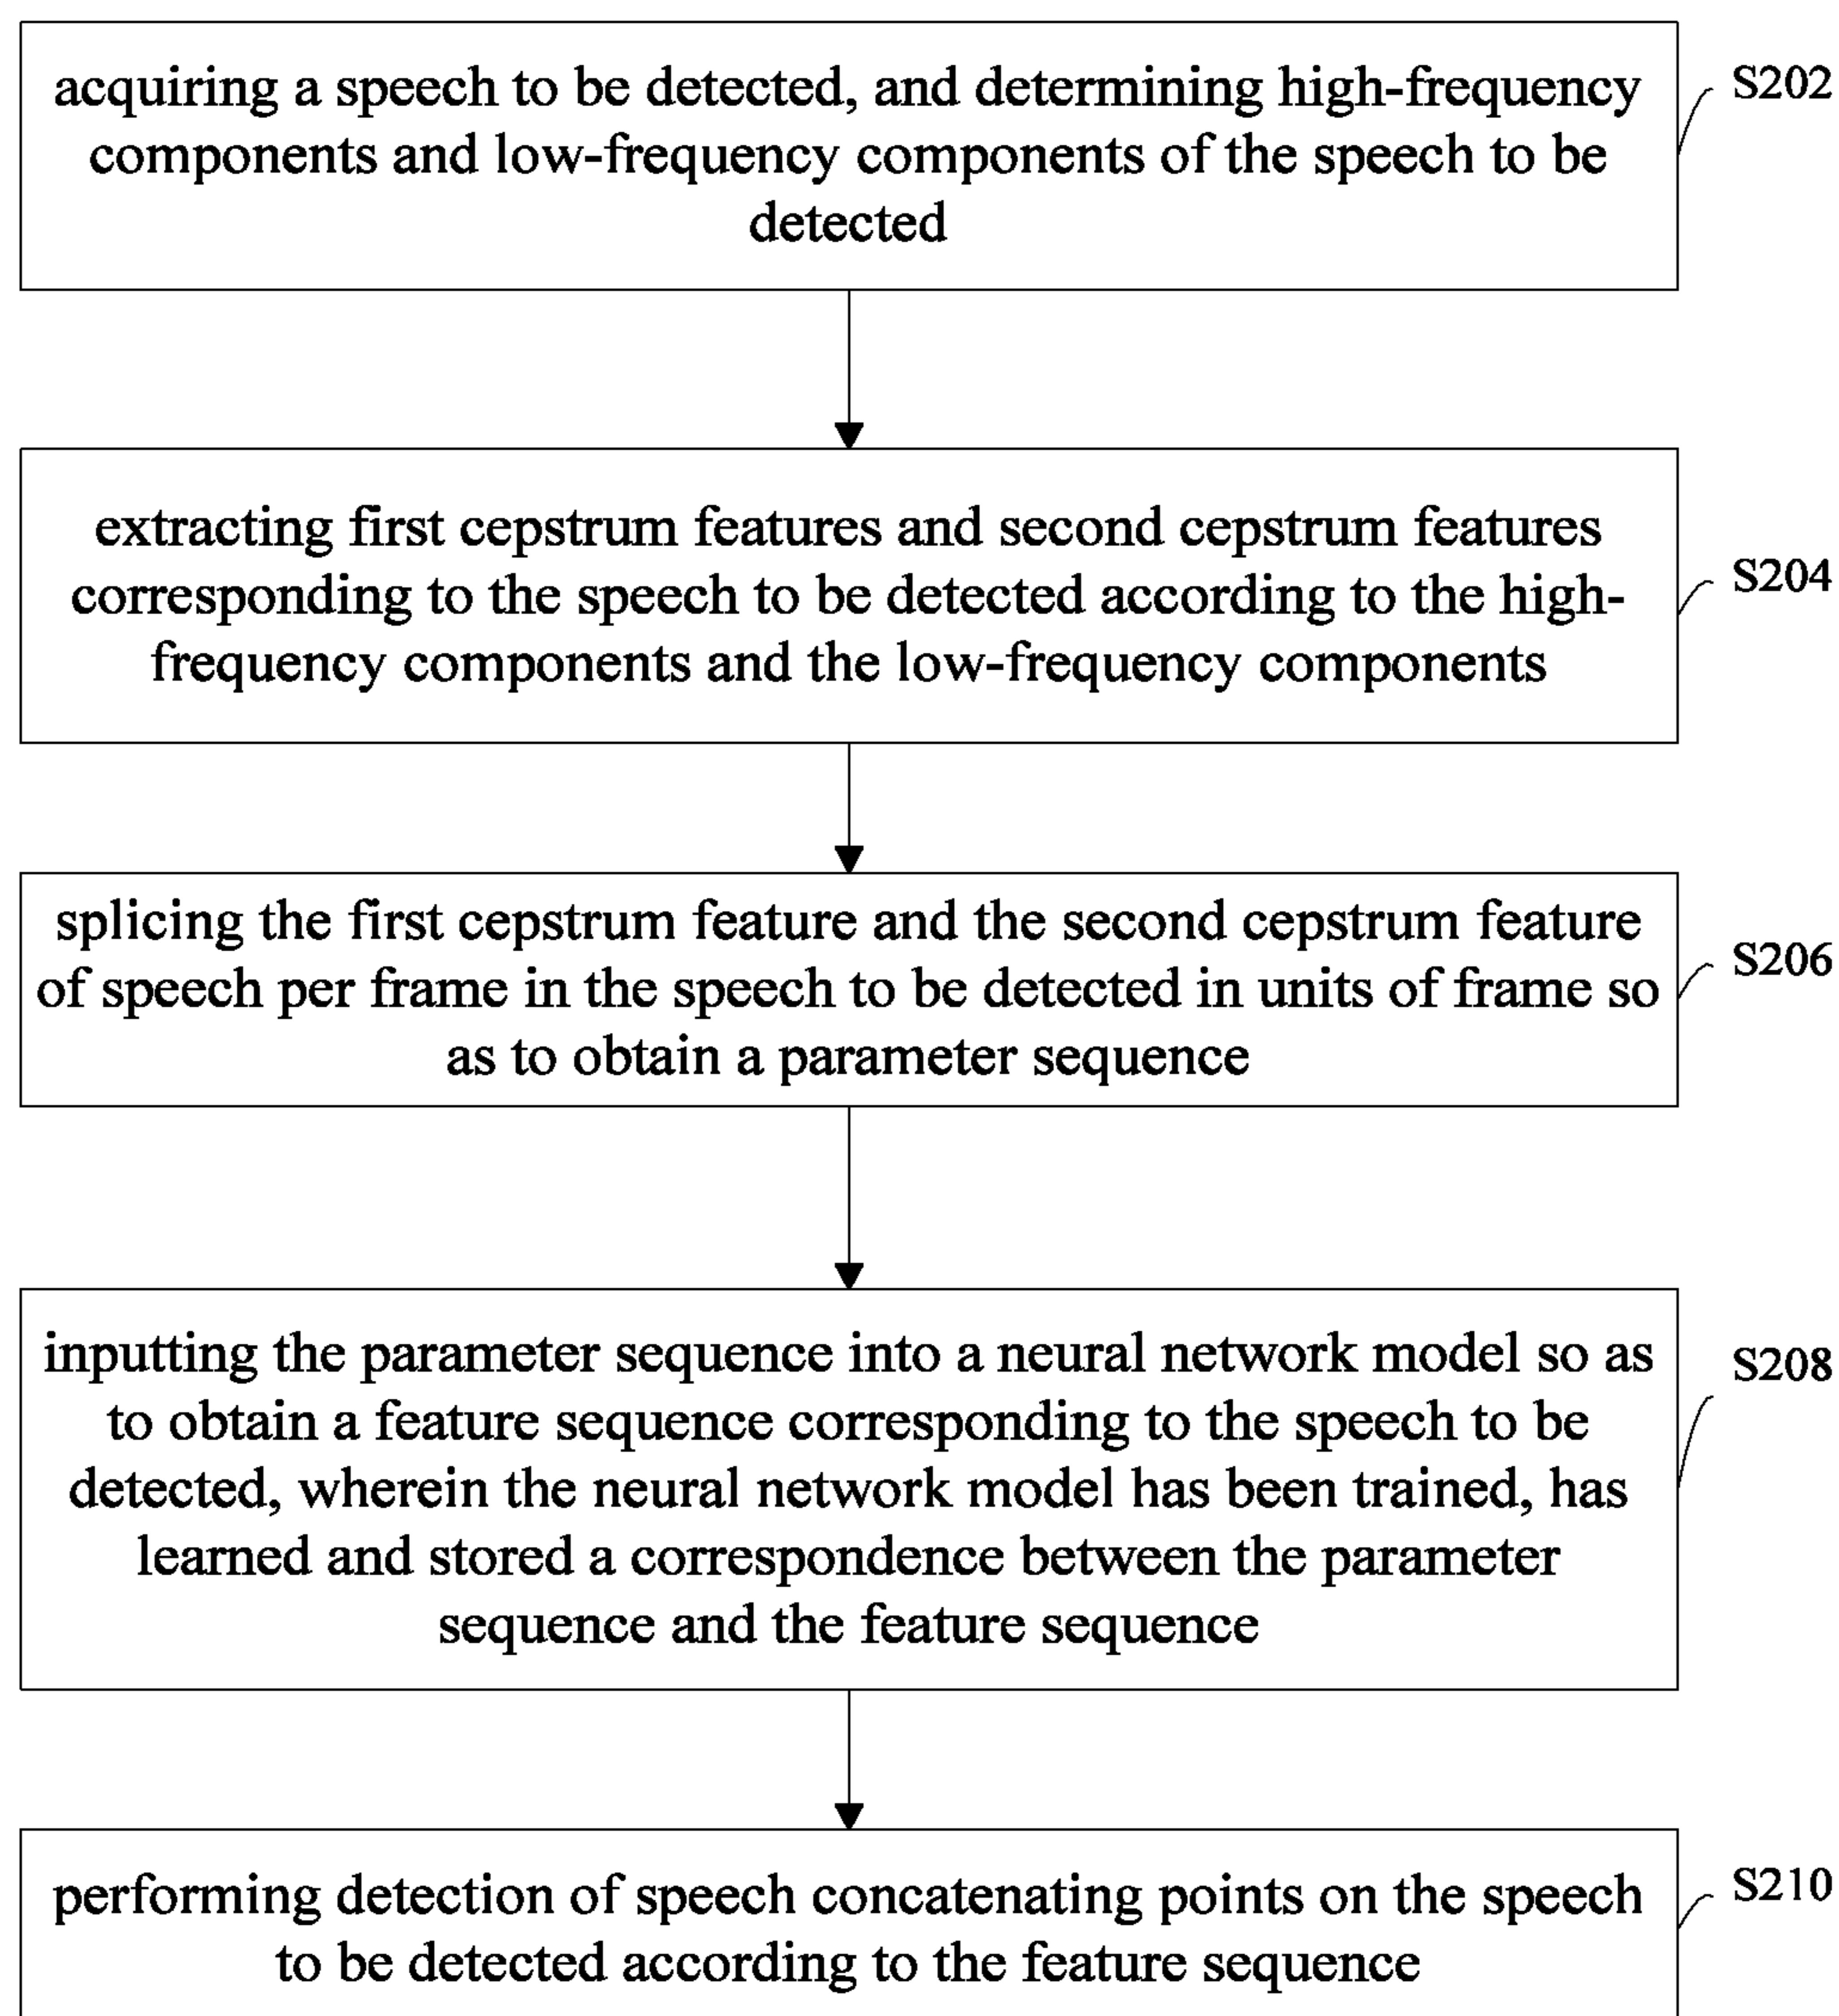 acquiring a speech to be detected, and determining high-frequency
components and low-frequency components of the speech to be
detected
S202
extracting first cepstrum features and second cepstrum features
corresponding to the speech to be detected according to the high-
frequency components and the low-frequency components
S204
splicing the first cepstrum feature and the second cepstrum feature
of speech per frame in the speech to be detected in units of frame so
as to obtain a parameter sequence
S206
inputting the parameter sequence into a neural network model so as
to obtain a feature sequence corresponding to the speech to be
detected, wherein the neural network model has been trained, has
learned and stored a correspondence between the parameter
sequence and the feature sequence
S208
performing detection of speech concatenating points on the speech
to be detected according to the feature sequence
S210